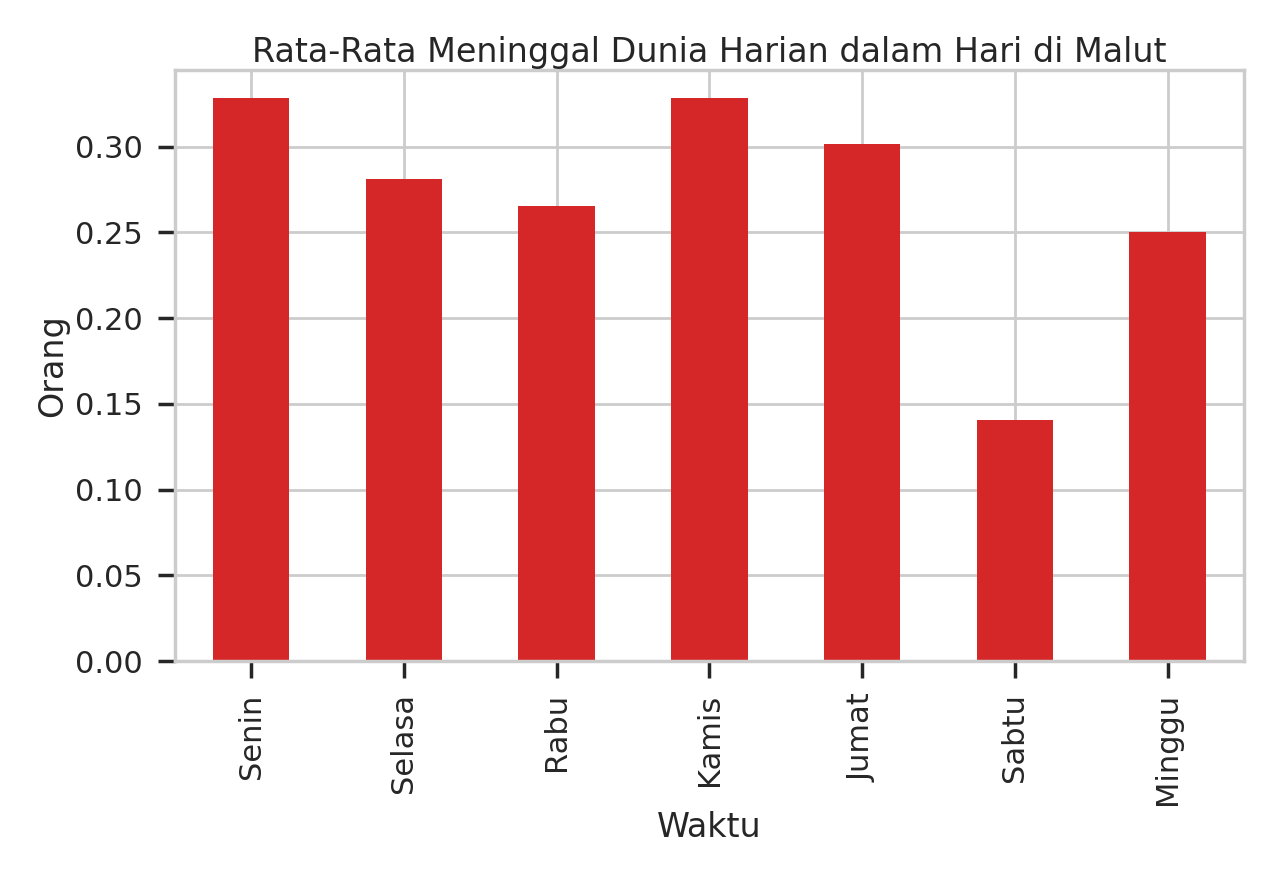 Rata-Rata Meninggal Dunia Harian dalam Hari di Malut
0.30
0.25
0.20
0.15
0.10
0.05
0.00
Orang
Senin
Selasa
Rabu
Kamis
Jumat
Sabtu
Minggu
Waktu